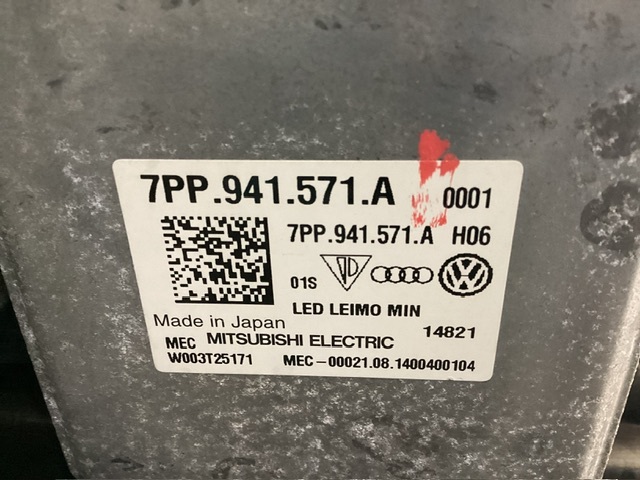 7PP.941.571.A 0001
7PP.941.571.A H06
01S
LED LEIMO MIN
Made in Japan 14821
MEC MITSUBISHI ELECTRIC
W003T25171 MEC-00021.08.1400400104